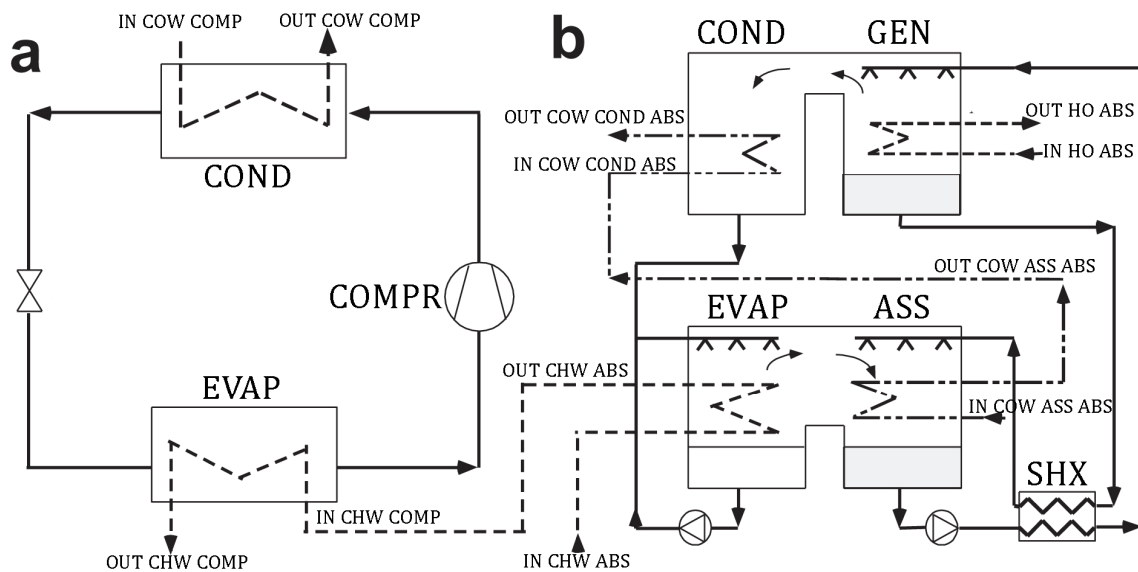 a
IN COW COMP
OUT COW COMP
COND
COMPR
EVAP
IN CHW COMP
OUT CHW COMP
b
COND
GEN
OUT COW COND ABS
IN COW COND ABS
OUT HO ABS
IN HO ABS
OUT COW ASS ABS
EVAP
ASS
OUT CHW ABS
IN COW ASS ABS
SHX
IN CHW ABS